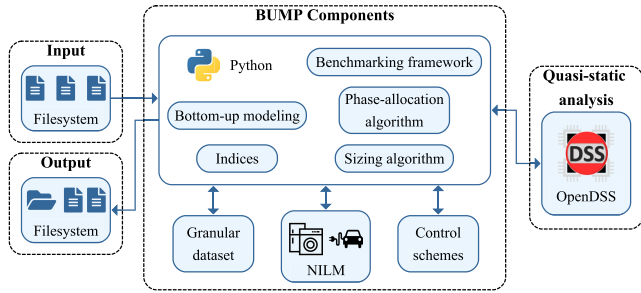 BUMP Components
Input
Filesystem
Output
Filesystem
Python
Benchmarking framework
Bottom-up modeling
Phase-allocation
algorithm
Indices
Sizing algorithm
Granular
dataset
NILM
Control
schemes
Quasi-static
analysis
DSS
OpenDSS